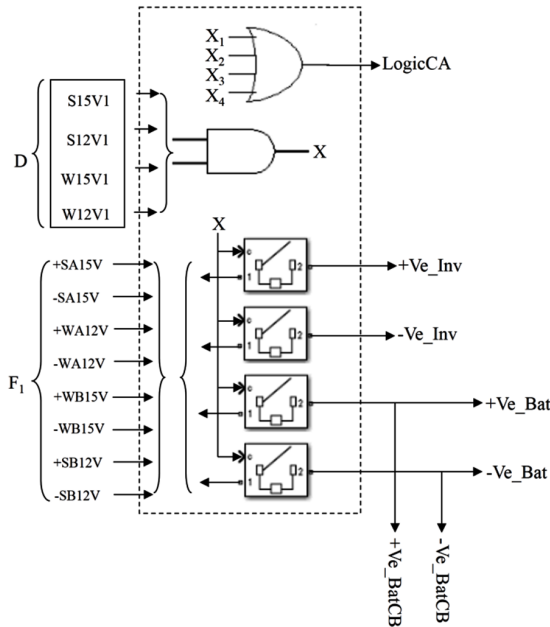 X1
X2
X3
X4
LogicCA
D
S15V1
S12V1
W15V1
W12V1
X
X
F1
+SA15V
-SA15V
+WA12V
-WA12V
+WB15V
-WB15V
+SB12V
-SB12V
c
1 2
+Ve_Inv
c
1 2
-Ve_Inv
c
1 2
+Ve_Bat
c
1 2
-Ve_Bat
+Ve_BatCB
-Ve_BatCB